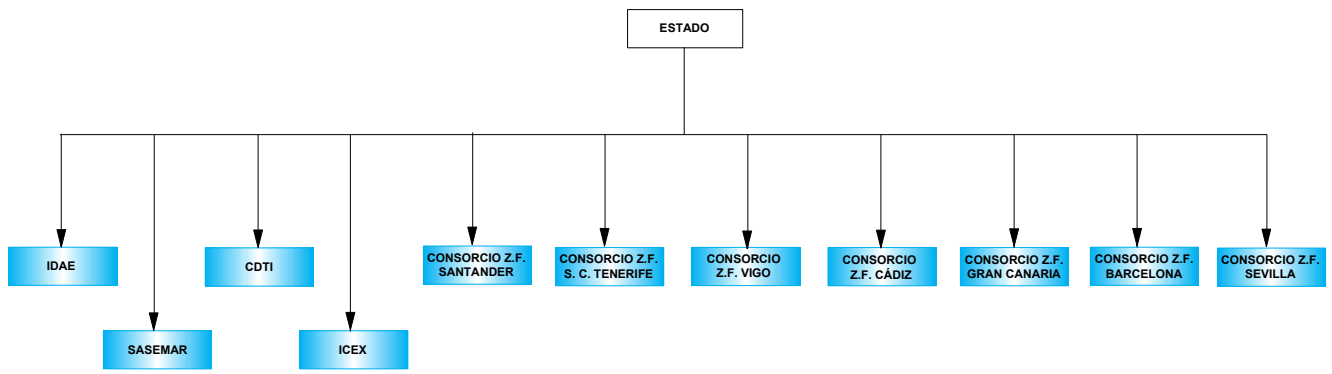 ESTADO
IDAE
CDTI
CONSORCIO Z.F.
SANTANDER
CONSORCIO Z.F.
S. C. TENERIFE
CONSORCIO
Z.F. VIGO
CONSORCIO
Z.F. CÁDIZ
CONSORCIO Z.F.
GRAN CANARIA
CONSORCIO Z.F.
BARCELONA
CONSORCIO Z.F.
SEVILLA
SASEMAR
ICEX